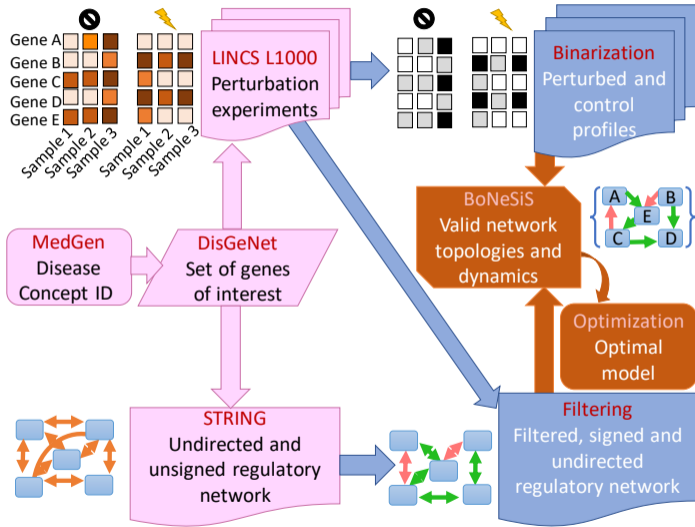 Gene A
Gene B
Gene C
Gene D
Gene E
Sample 1
Sample 2
Sample 3
Sample 1
Sample 2
Sample 3
LINCS L1000
Perturbation
experiments
Binarization
Perturbed and
control
profiles
BoNeSiS
Valid network
topologies and
dynamics
A
B
E
C
D
MedGen
Disease
Concept ID
DisGeNet
Set of genes
of interest
Optimization
Optimal
model
STRING
Undirected and
unsigned regulatory
network
Filtering
Filtered, signed and
undirected
regulatory network